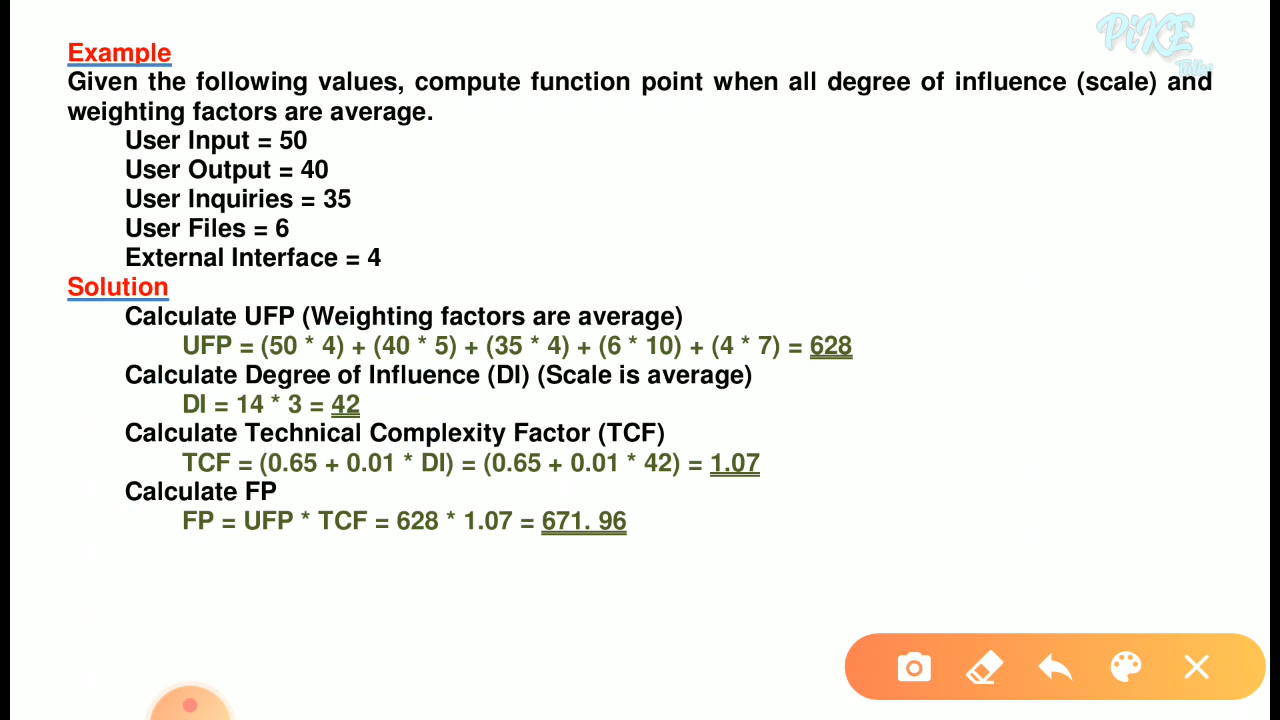 PiKE
Talks
Example
Given the following values, compute function point when all degree of influence (scale) and
weighting factors are average.
User Input = 50
User Output = 40
User Inquiries = 35
User Files = 6
External Interface = 4
Solution
Calculate UFP (Weighting factors are average)
UFP = (50 * 4) + (40 * 5) + (35 * 4) + (6 * 10) + (4 * 7) = 628
Calculate Degree of Influence (DI) (Scale is average)
DI = 14 * 3 = 42
Calculate Technical Complexity Factor (TCF)
TCF = (0.65 + 0.01 * DI) = (0.65 + 0.01 * 42) = 1.07
Calculate FP
FP = UFP * TCF = 628 * 1.07 = 671. 96